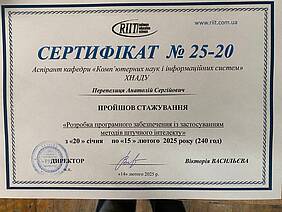 RIIT
www.riit.com.ua
СЕРТИФІКАТ № 25-20
Аспірант кафедри «Комп'ютерних наук і інформаційних систем»
ХНАДУ
Перепелиця Анатолій Сергійович
ПРОЙШОВ СТАЖУВАННЯ
«Розробка програмного забезпечення із застосуванням
методів штучного інтелекту»
з «20» січня по «15» лютого 2025 року (240 год)
ДИРЕКТОР Вікторія ВАСИЛЬЄВА
м.п.
«14» лютого 2025 р.